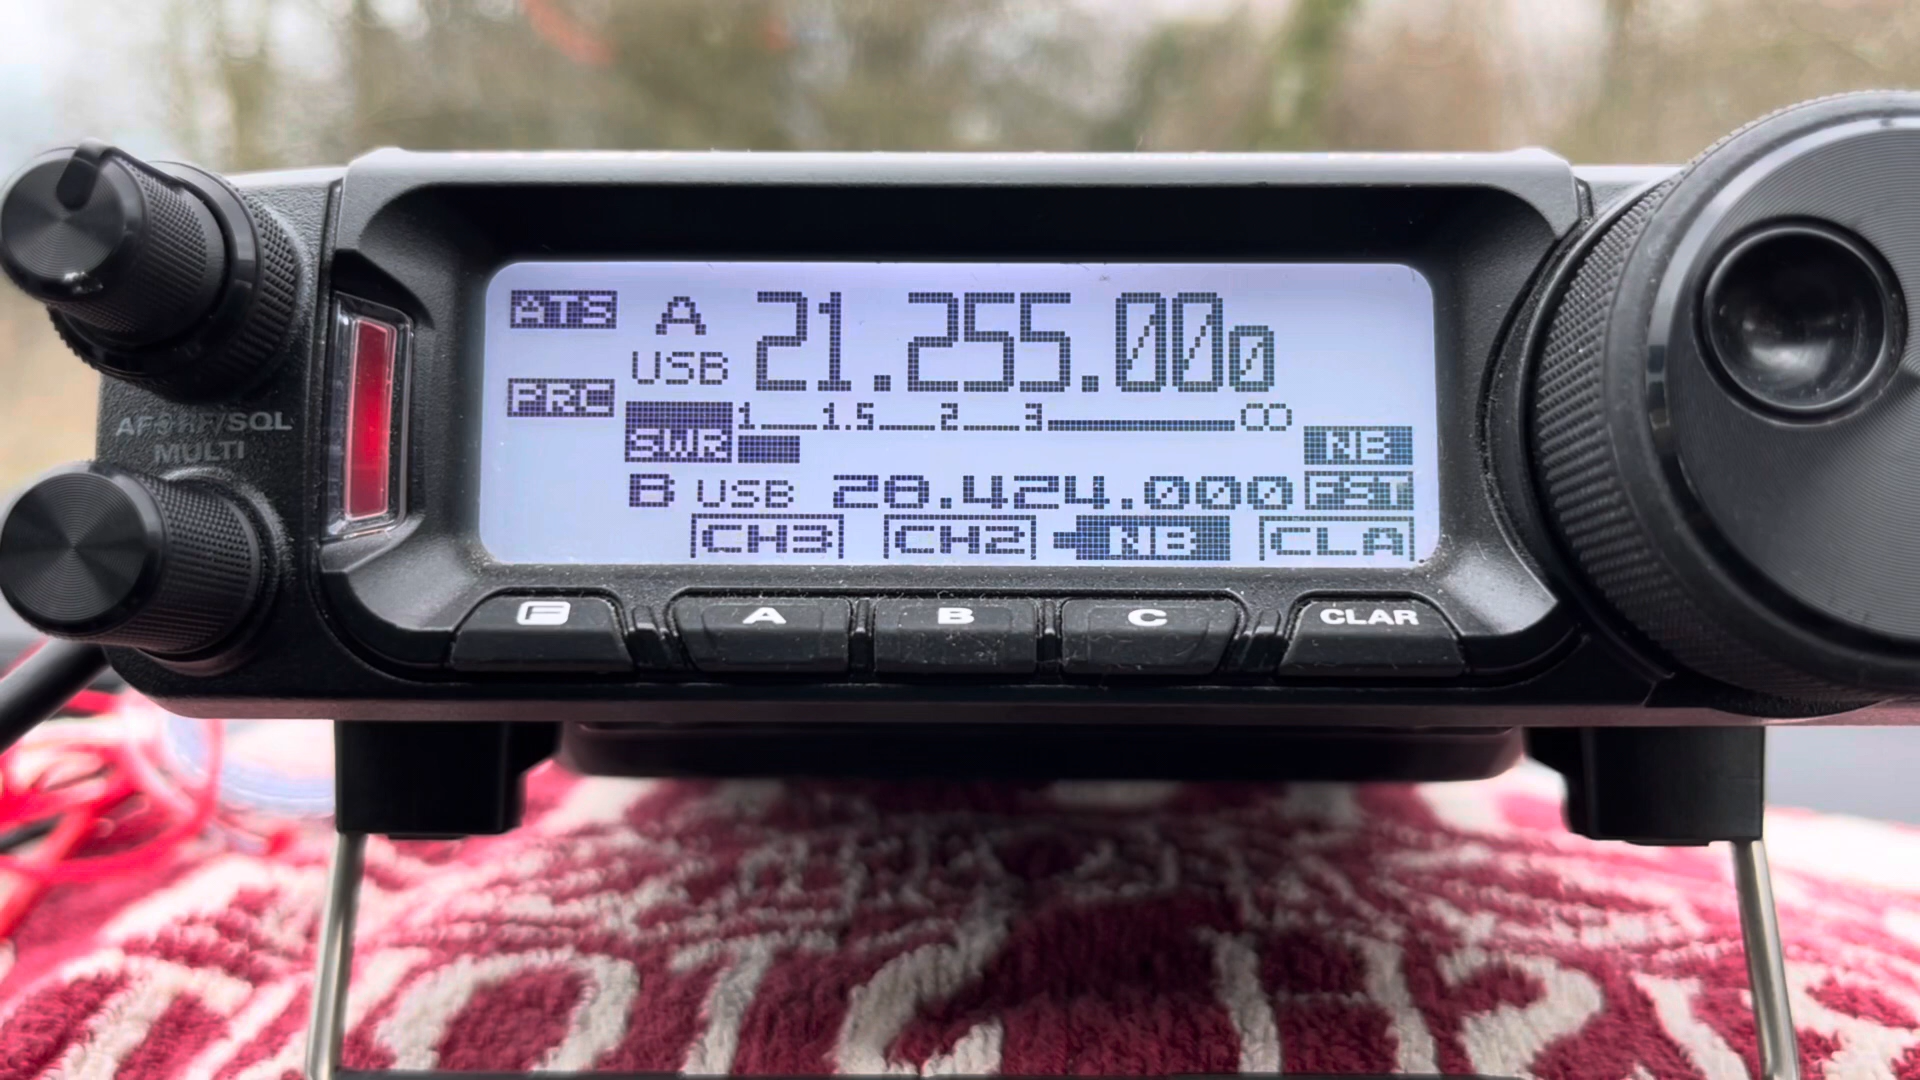 ATS A 21.255.000
USB
PRC
SWR 1 1.5 2 3 ∞
NB
B USB 28.424.000 FST
CH3 CH2 NB CLA
AF RF/SQL
MULTI
F A B C CLAR